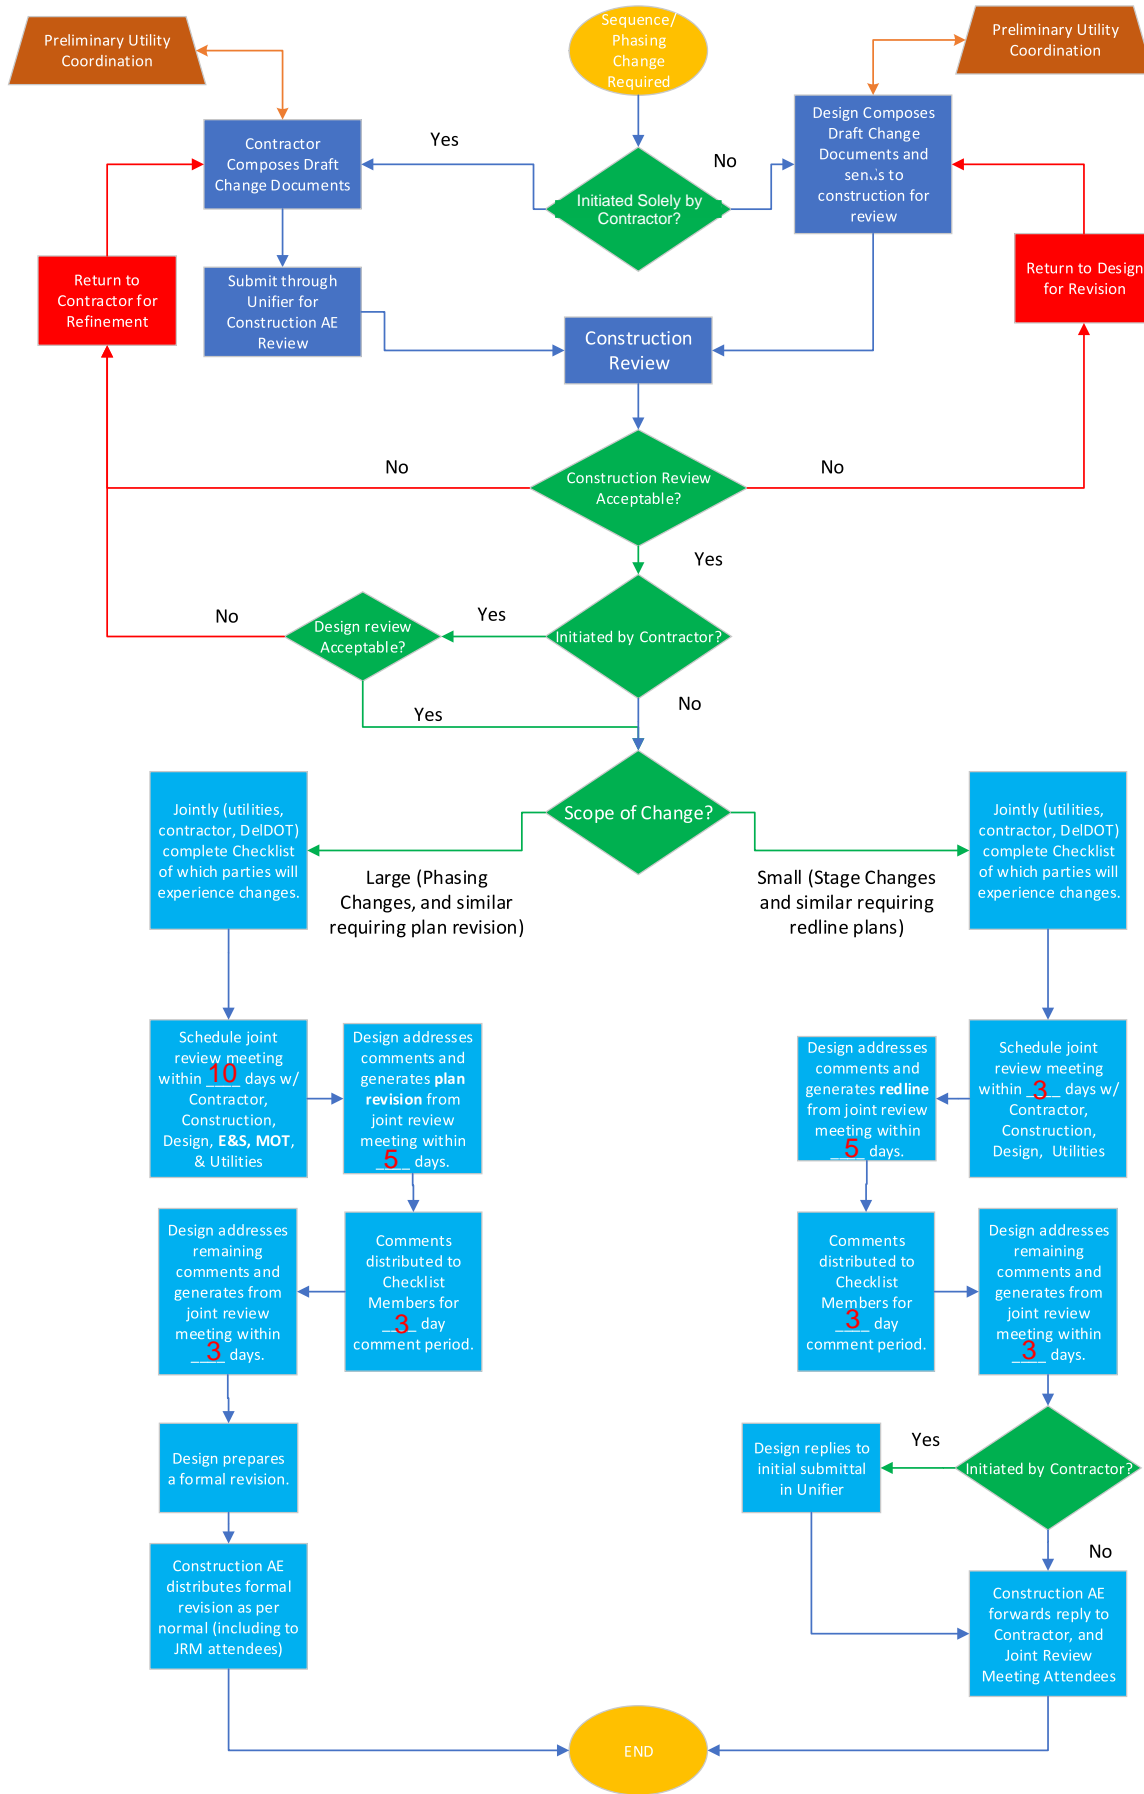 Preliminary Utility
Coordination
Sequence/
Phasing
Change
Required
Preliminary Utility
Coordination
Contractor
Composes Draft
Change Documents
Yes
Initiated Solely by
Contractor?
No
Design Composes
Draft Change
Documents and
sends to
construction for
review
Return to
Contractor for
Refinement
Submit through
Unifier for
Construction AE
Review
Construction
Review
Return to Design
for Revision
No
Construction Review
Acceptable?
No
Yes
No
Design review
Acceptable?
Yes
Initiated by Contractor?
Yes
No
Scope of Change?
Jointly (utilities,
contractor, DelDOT)
complete Checklist
of which parties will
experience changes.
Large (Phasing
Changes, and similar
requiring plan revision)
Small (Stage Changes
and similar requiring
redline plans)
Jointly (utilities,
contractor, DelDOT)
complete Checklist
of which parties will
experience changes.
Schedule joint
review meeting
within 10 days w/
Contractor,
Construction,
Design, E&S, MOT,
& Utilities
Design addresses
comments and
generates plan
revision from
joint review
meeting within
5 days.
Design addresses
comments and
generates redline
from joint review
meeting within
5 days.
Schedule joint
review meeting
within 3 days w/
Contractor,
Construction,
Design, Utilities
Design addresses
remaining
comments and
generates from
joint review
meeting within
3 days.
Comments
distributed to
Checklist
Members for
3 day
comment period.
Comments
distributed to
Checklist
Members for
3 day
comment period.
Design addresses
remaining
comments and
generates from
joint review
meeting within
3 days.
Design prepares
a formal revision.
Design replies to
initial submittal
in Unifier
Yes
Initiated by Contractor?
No
Construction AE
distributes formal
revision as per
normal (including to
JRM attendees)
Construction AE
forwards reply to
Contractor, and
Joint Review
Meeting Attendees
END